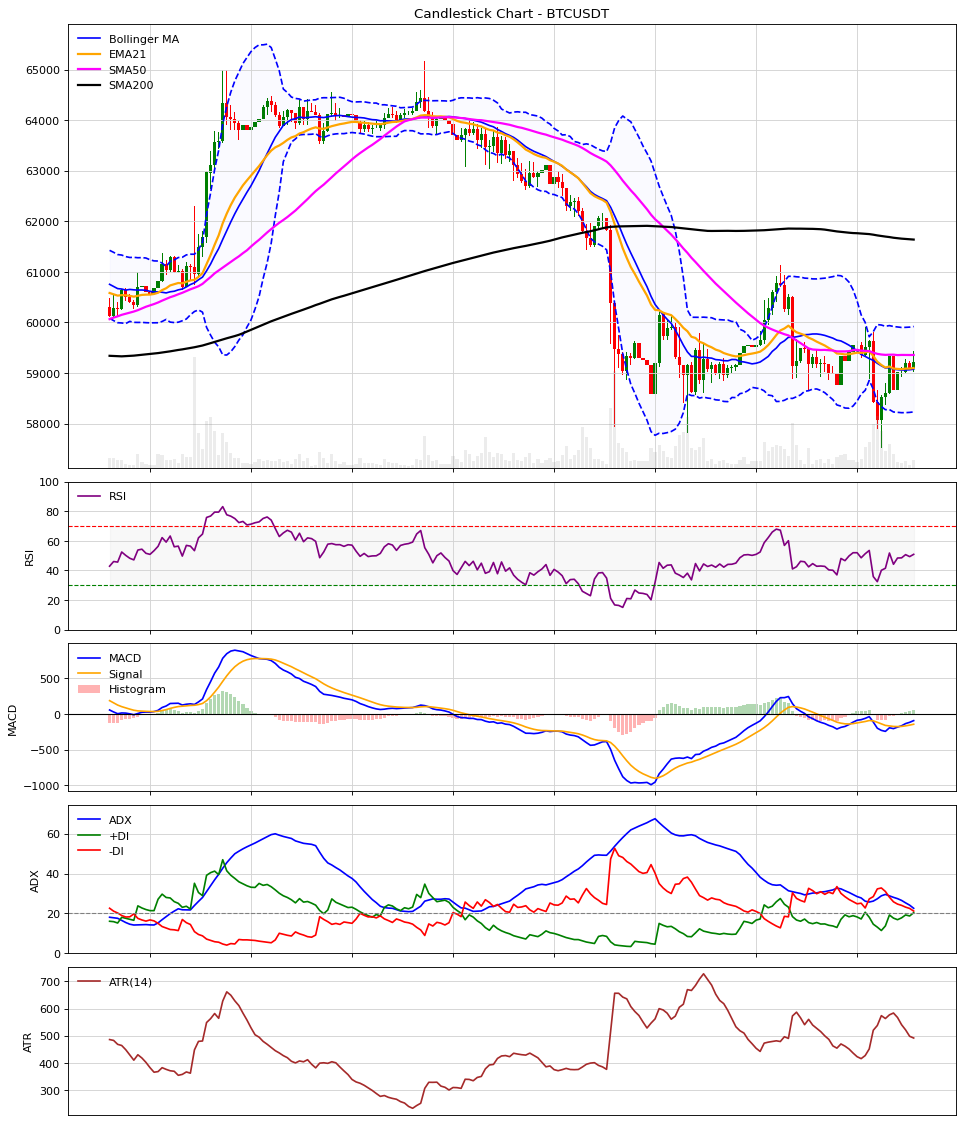 Candlestick Chart - BTCUSDT
Bollinger MA
EMA21
SMA50
SMA200
65000
64000
63000
62000
61000
60000
59000
58000
RSI
100
80
60
40
20
0
RSI
MACD
Signal
Histogram
500
0
−500
−1000
MACD
ADX
+DI
-DI
60
40
20
0
ADX
ATR(14)
700
600
500
400
300
ATR